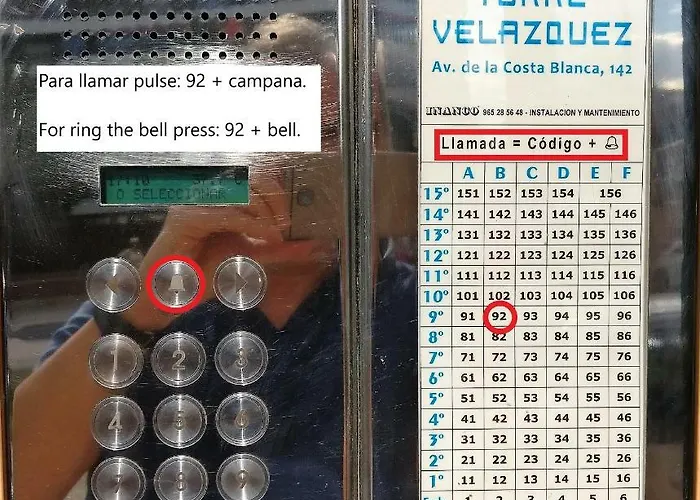 Para llamar pulse: 92 + campana.
For ring the bell press: 92 + bell.
17:10
O SELECCIONAR
1 2 3
4 5 6
7 8 9
TORRE
VELAZQUEZ
Av. de la Costa Blanca, 142
INANCO 965 28 56 48 - INSTALACION Y MANTENIMIENTO
Llamada = Código +
A B C D E F
15º 151 152 153 154 156
14º 141 142 143 144 145 146
13º 131 132 133 134 135 136
12º 121 122 123 124 125 126
11º 111 112 113 114 115 116
10º 101 102 103 104 105 106
9º 91 92 93 94 95 96
8º 81 82 83 84 85 86
7º 71 72 73 74 75 76
6º 61 62 63 64 65 66
5º 51 52 53 54 55 56
4º 41 42 43 44 45 46
3º 31 32 33 34 35 36
2º 21 22 23 24 25 26
1º 11 12 13 14 15 16